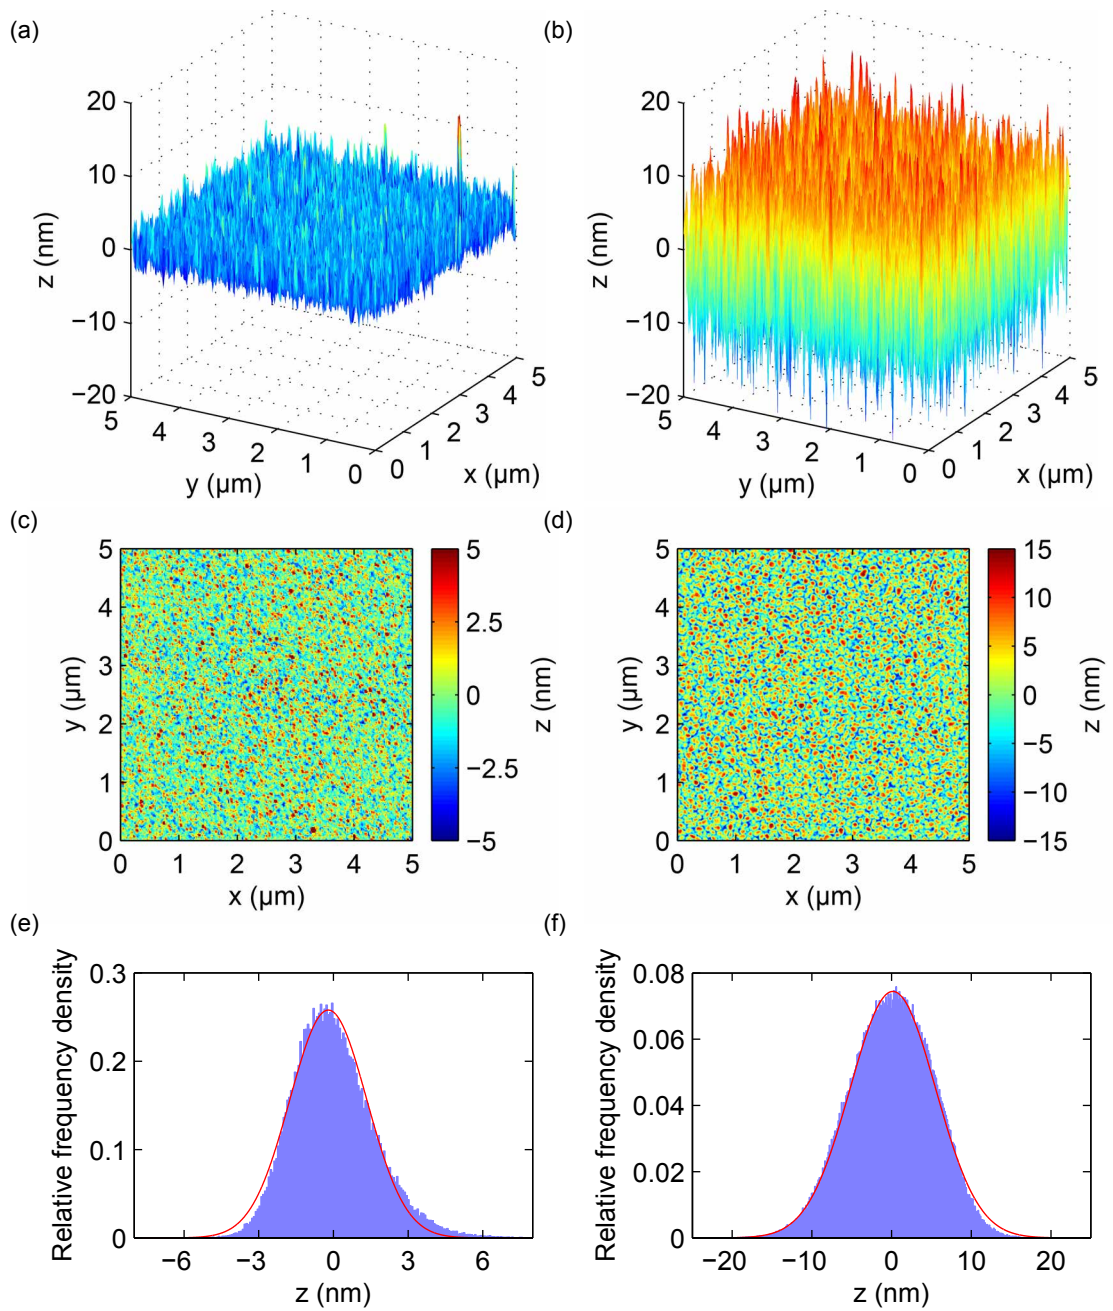 (a)
(b)
20
10
0
−10
−20
z (nm)
5
4
3
2
1
0
y (µm)
0
1
2
3
4
5
x (µm)
20
10
0
−10
−20
z (nm)
5
4
3
2
1
0
y (µm)
0
1
2
3
4
5
x (µm)
(c)
(d)
5
4
3
2
1
0
y (µm)
0 1 2 3 4 5
x (µm)
5
2.5
0
−2.5
−5
z (nm)
5
4
3
2
1
0
y (µm)
0 1 2 3 4 5
x (µm)
15
10
5
0
−5
−10
−15
z (nm)
(e)
(f)
0.3
0.2
0.1
0
Relative frequency density
−6 −3 0 3 6
z (nm)
0.08
0.06
0.04
0.02
0
Relative frequency density
−20 −10 0 10 20
z (nm)